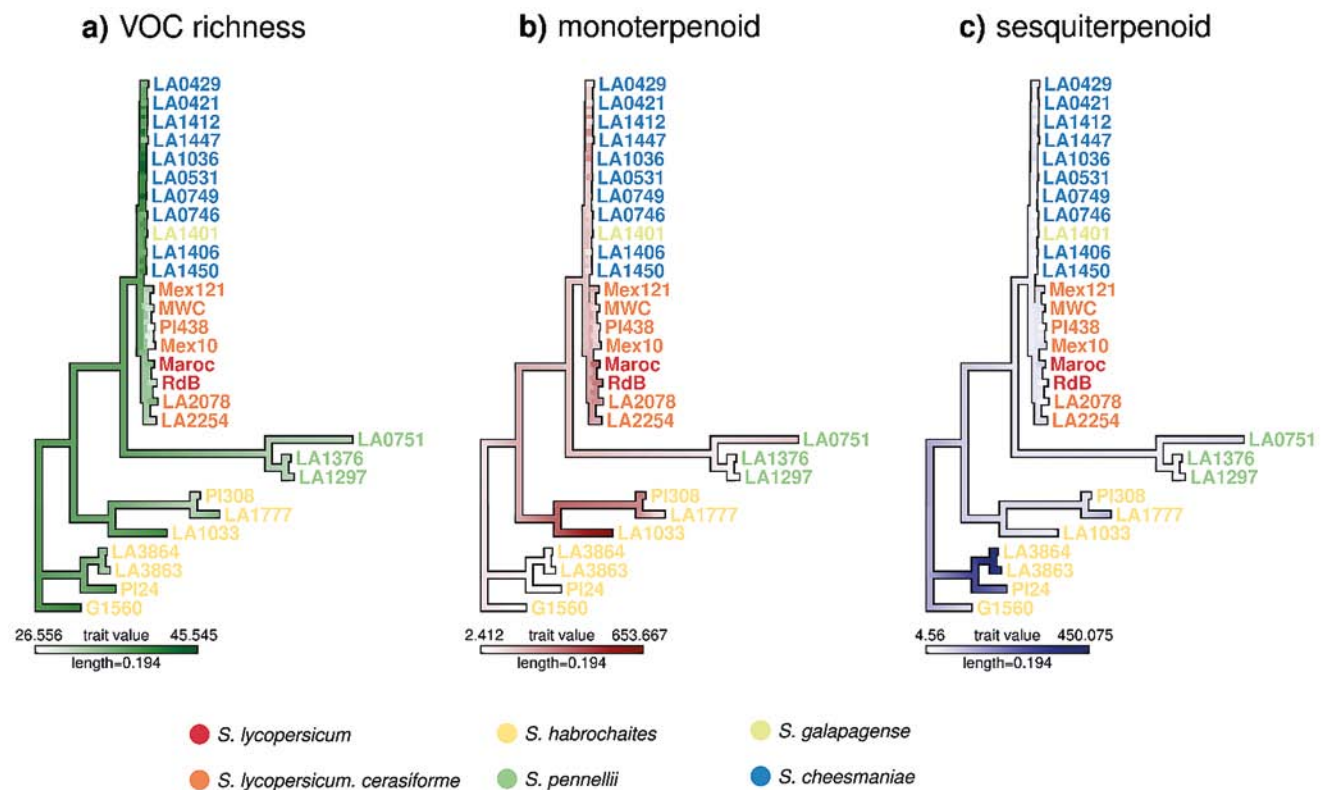 a) VOC richness
LA0429
LA0421
LA1412
LA1447
LA1036
LA0531
LA0749
LA0746
LA1401
LA1406
LA1450
Mex121
MWC
PI438
Mex10
Maroc
RdB
LA2078
LA2254
LA0751
LA1376
LA1297
PI308
LA1777
LA1033
LA3864
LA3863
PI24
G1560
26.556 trait value 45.545
length=0.194
b) monoterpenoid
LA0429
LA0421
LA1412
LA1447
LA1036
LA0531
LA0749
LA0746
LA1401
LA1406
LA1450
Mex121
MWC
PI438
Mex10
Maroc
RdB
LA2078
LA2254
LA0751
LA1376
LA1297
PI308
LA1777
LA1033
LA3864
LA3863
PI24
G1560
2.412 trait value 653.667
length=0.194
c) sesquiterpenoid
LA0429
LA0421
LA1412
LA1447
LA1036
LA0531
LA0749
LA0746
LA1401
LA1406
LA1450
Mex121
MWC
PI438
Mex10
Maroc
RdB
LA2078
LA2254
LA0751
LA1376
LA1297
PI308
LA1777
LA1033
LA3864
LA3863
PI24
G1560
4.56 trait value 450.075
length=0.194
S. lycopersicum
S. habrochaites
S. galapagense
S. lycopersicum. cerasiforme
S. pennellii
S. cheesmaniae